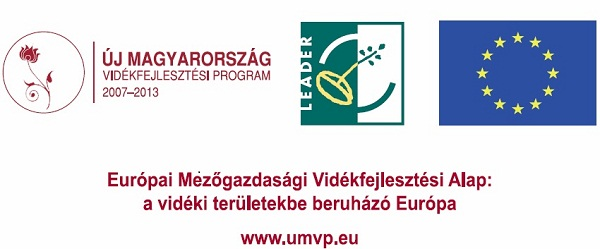 ÚJ MAGYARORSZÁG
VIDÉKFEJLESZTÉSI PROGRAM
2007–2013
LEADER
Európai Mezőgazdasági Vidékfejlesztési Alap:
a vidéki területekbe beruházó Európa
www.umvp.eu